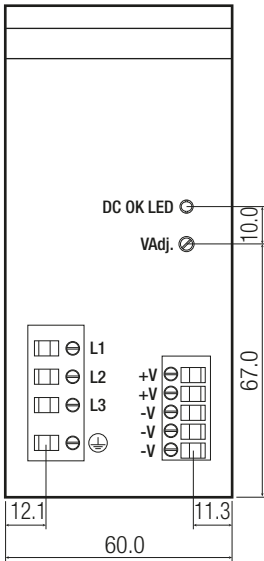 DC OK LED
10.0
VAdj.
67.0
L1
L2
L3
+V
+V
-V
-V
-V
12.1
11.3
60.0